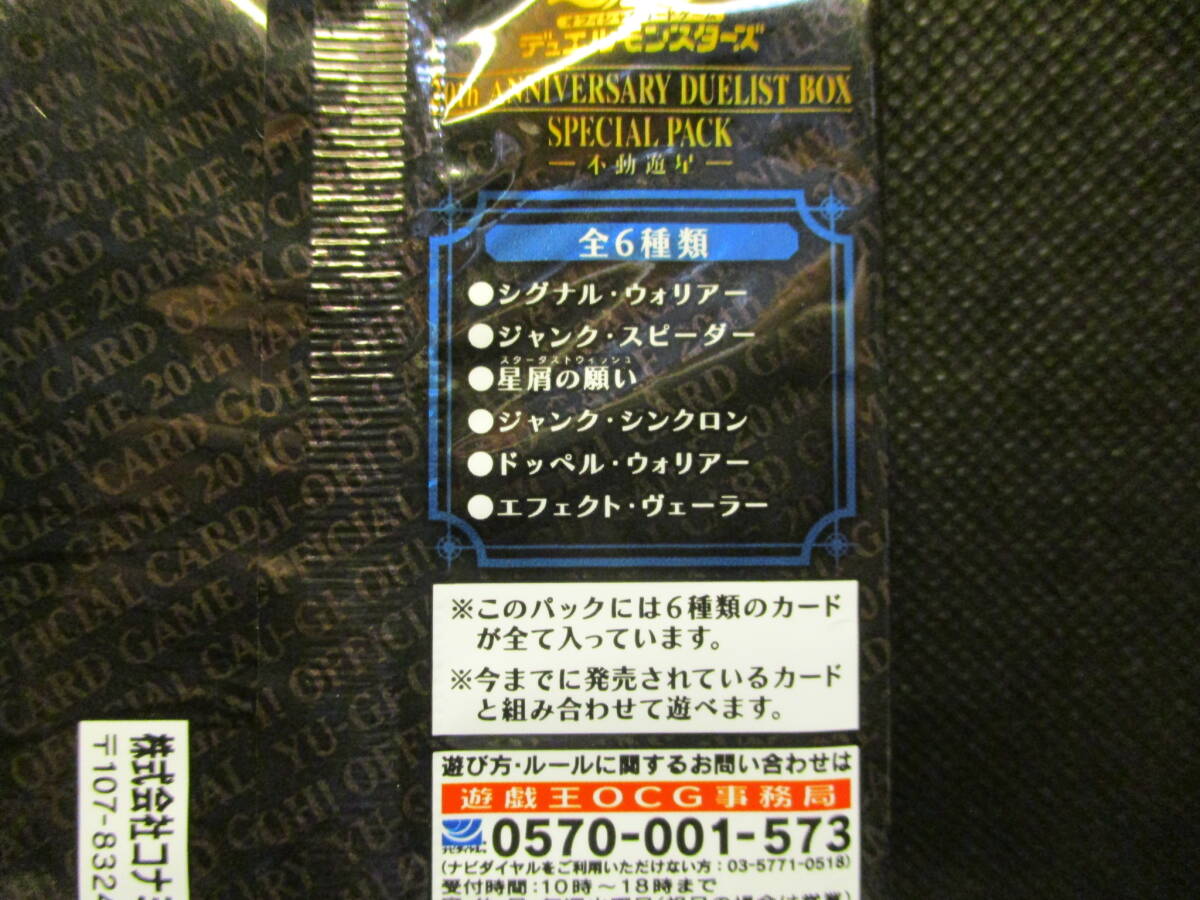 デュエルモンスターズ
20th ANNIVERSARY DUELIST BOX
SPECIAL PACK
— 不動遊星 —
全6種類
●シグナル・ウォリアー
●ジャンク・スピーダー
スターダストウィッシュ
●星屑の願い
●ジャンク・シンクロン
●ドッペル・ウォリアー
●エフェクト・ヴェーラー
※このパックには6種類のカード
が全て入っています。
※今までに発売されているカード
と組み合わせて遊べます。
遊び方・ルールに関するお問い合わせは
遊戯王OCG事務局
ナビダイヤル
0570-001-573
(ナビダイヤルをご利用いただけない方：03-5771-0518)
受付時間：10時～18時まで
株式会社コナ
〒107-8324